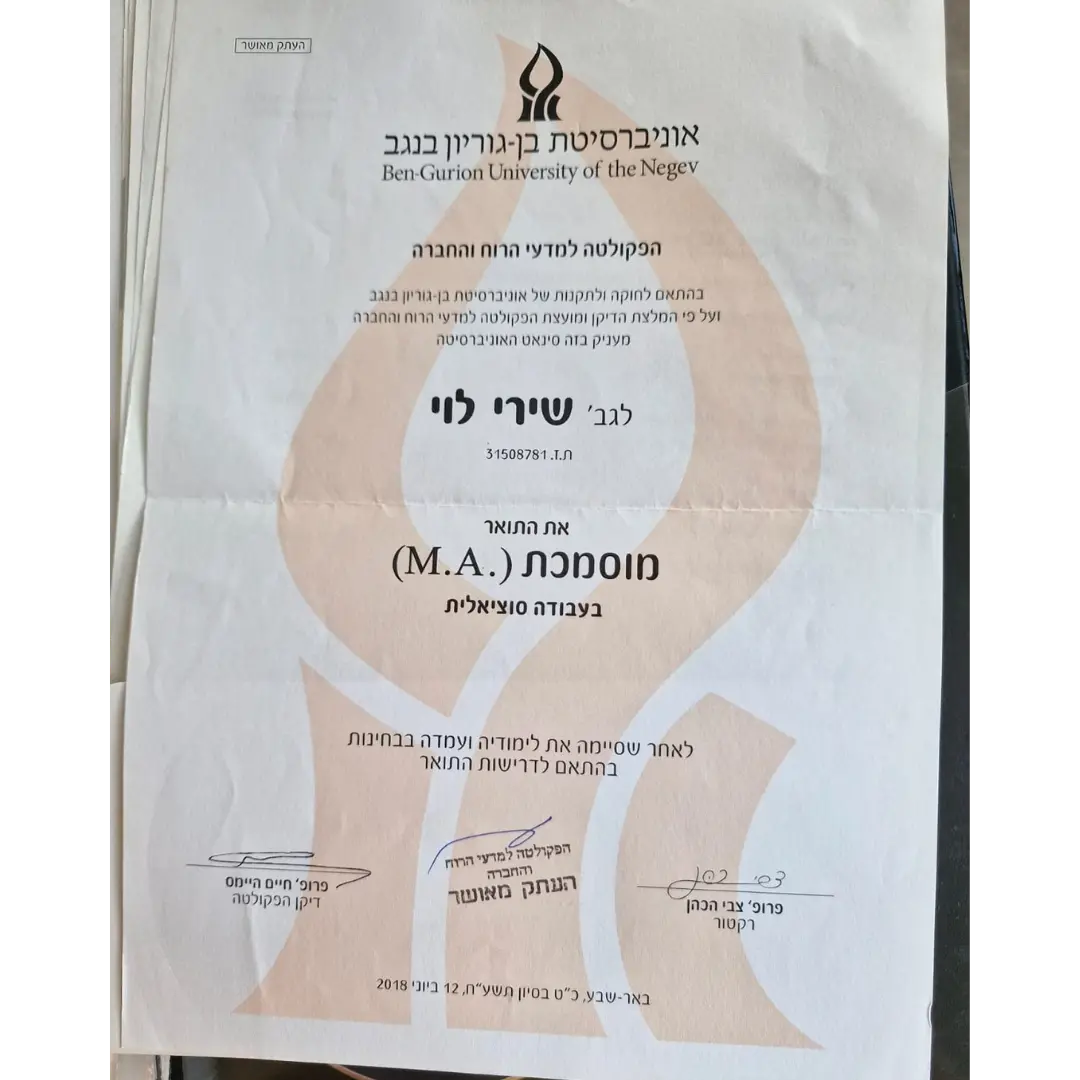 העתק מאושר
אוניברסיטת בן-גוריון בנגב
Ben-Gurion University of the Negev
הפקולטה למדעי הרוח והחברה
בהתאם לחוקה ולתקנות של אוניברסיטת בן-גוריון בנגב
ועל פי המלצת הדיקן ומועצת הפקולטה למדעי הרוח והחברה
מעניק בזה סינאט האוניברסיטה
לגב' שירי לוי
ת.ז. 31508781
את התואר
מוסמכת (M.A.)
בעבודה סוציאלית
לאחר שסיימה את לימודיה ועמדה בבחינות
בהתאם לדרישות התואר
הפקולטה למדעי הרוח
והחברה
העתק מאושר
צבי הכהן
פרופ' צבי הכהן
רקטור
פרופ' חיים היימס
דיקן הפקולטה
באר-שבע, כ"ט בסיון תשע"ח, 12 ביוני 2018